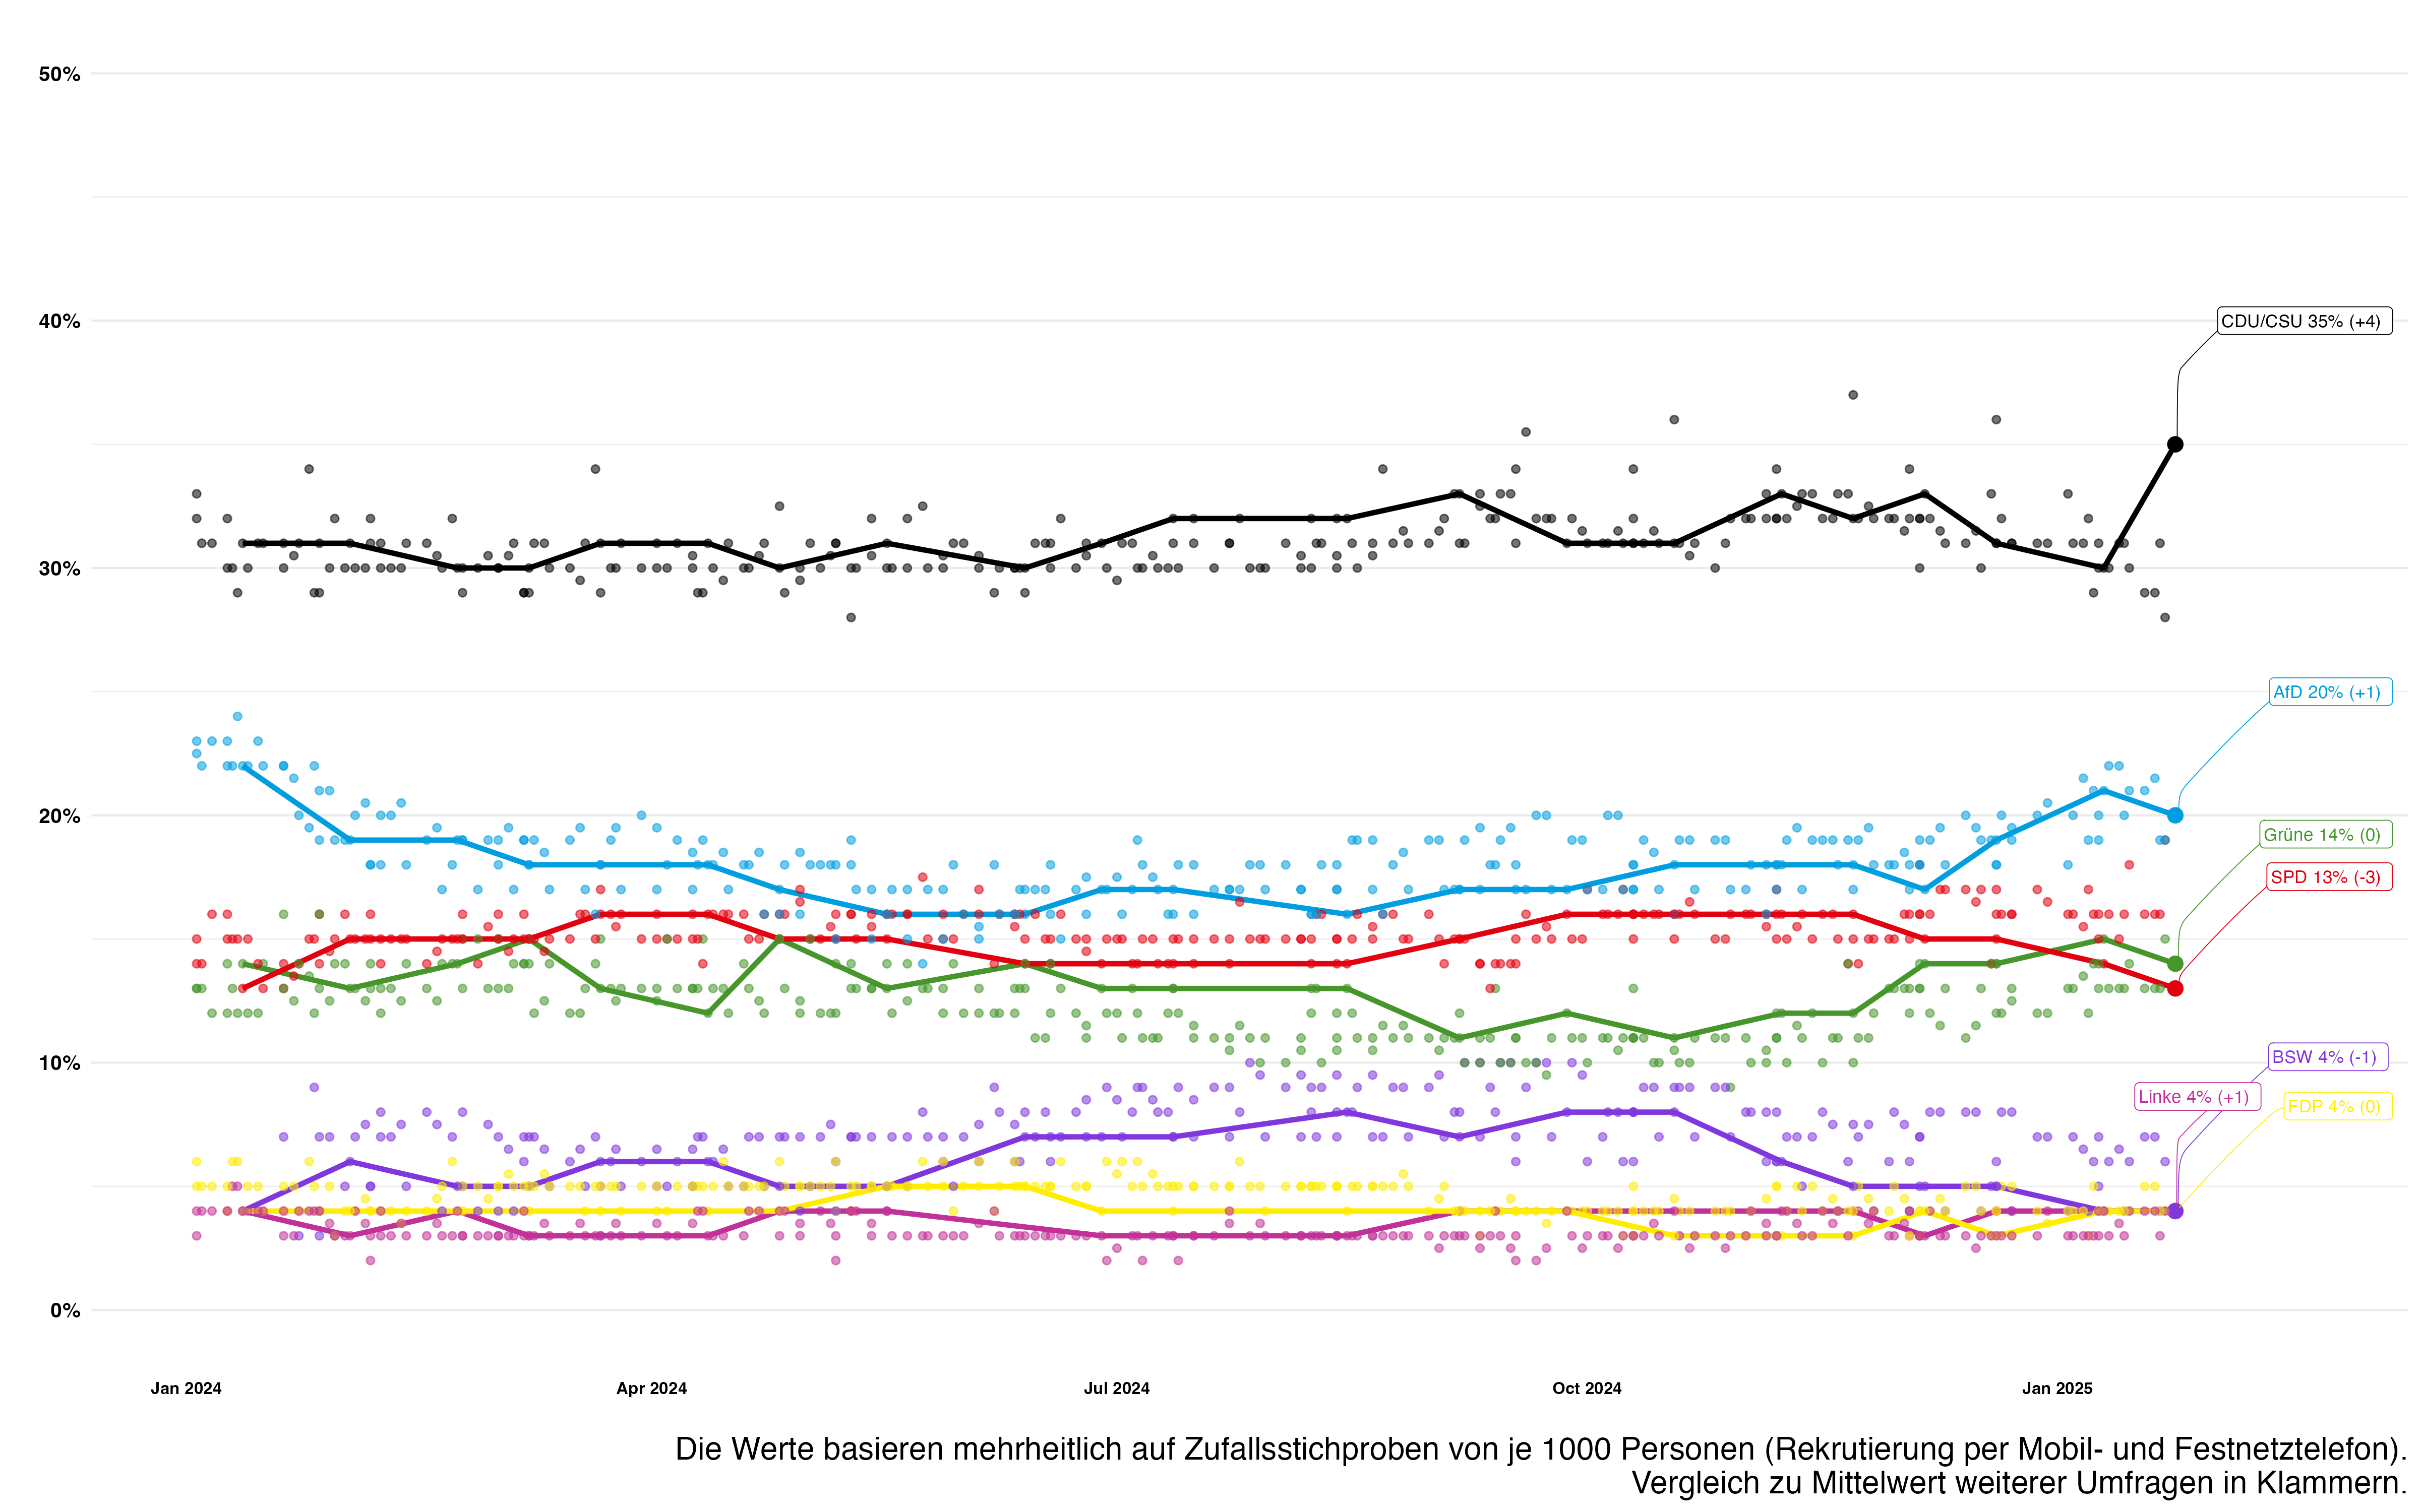 50%
40%
30%
20%
10%
0%
CDU/CSU 35% (+4)
AfD 20% (+1)
Grüne 14% (0)
SPD 13% (-3)
BSW 4% (-1)
Linke 4% (+1)
FDP 4% (0)
Jan 2024
Apr 2024
Jul 2024
Oct 2024
Jan 2025
Die Werte basieren mehrheitlich auf Zufallsstichproben von je 1000 Personen (Rekrutierung per Mobil- und Festnetztelefon).
Vergleich zu Mittelwert weiterer Umfragen in Klammern.